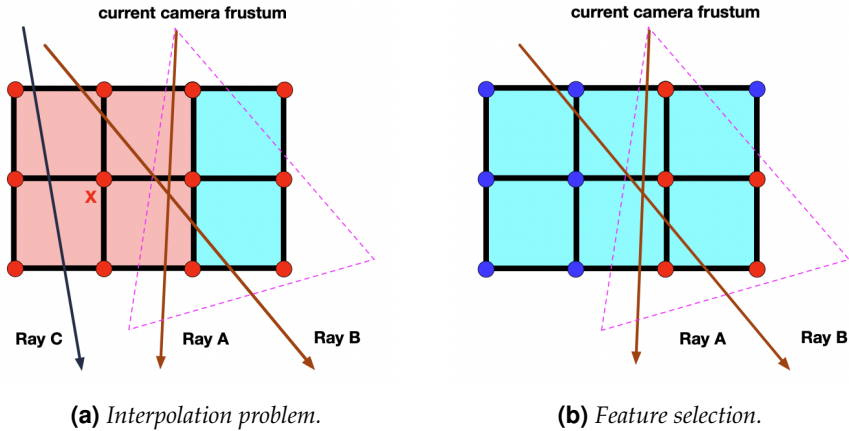 current camera frustum
X
Ray C
Ray A
Ray B
(a) Interpolation problem.
current camera frustum
Ray A
Ray B
(b) Feature selection.